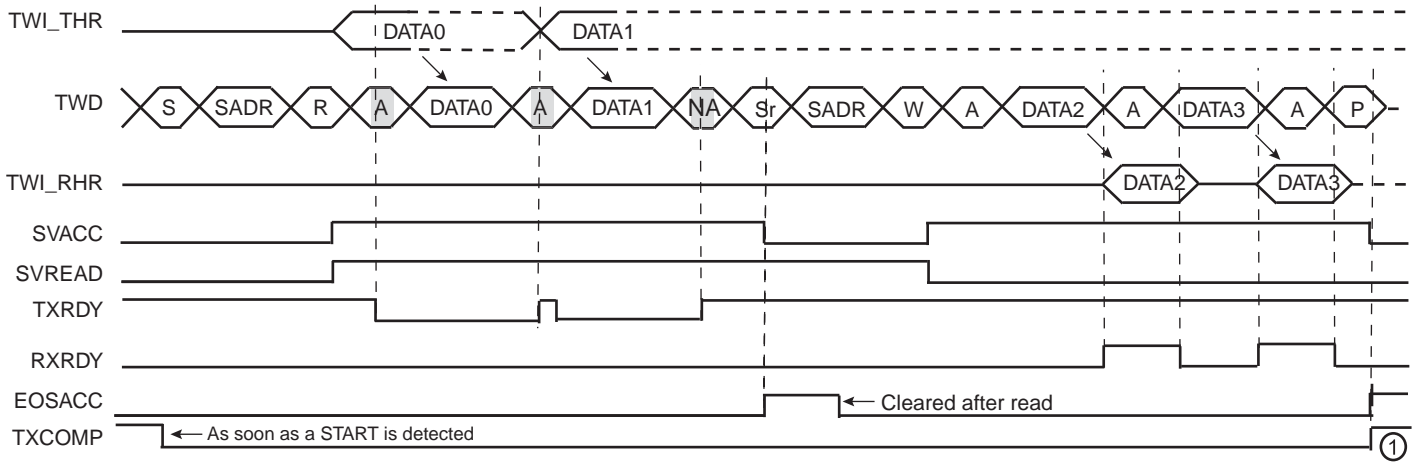 TWI_THR DATA0 DATA1
TWD S SADR R A DATA0 A DATA1 NA Sr SADR W A DATA2 A DATA3 A P
TWI_RHR DATA2 DATA3
SVACC
SVREAD
TXRDY
RXRDY
EOSACC Cleared after read
TXCOMP As soon as a START is detected 1